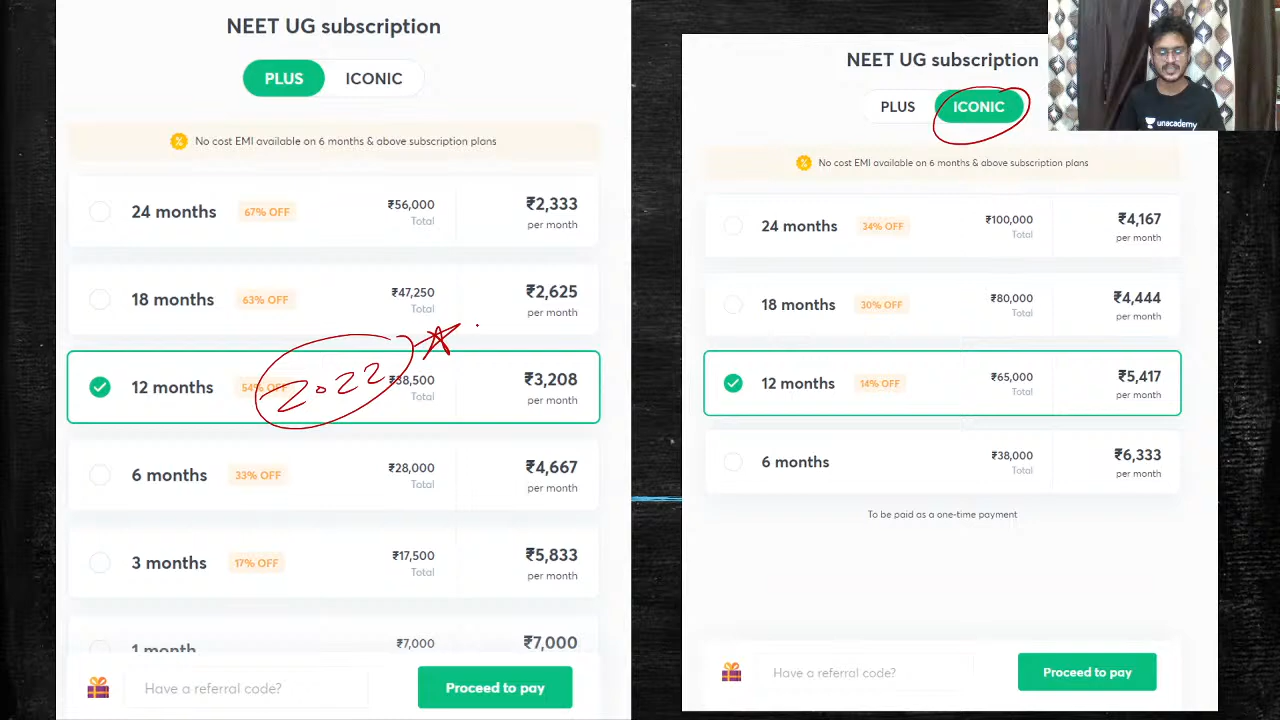 NEET UG subscription
PLUS ICONIC
No cost EMI available on 6 months & above subscription plans
24 months 67% OFF ₹56,000 Total ₹2,333 per month
18 months 63% OFF ₹47,250 Total ₹2,625 per month
12 months 54% OFF ₹38,500 Total ₹3,208 per month
2022
6 months 33% OFF ₹28,000 Total ₹4,667 per month
3 months 17% OFF ₹17,500 Total ₹5,833 per month
1 month ₹7,000 ₹7,000
Have a referral code? Proceed to pay
NEET UG subscription
PLUS ICONIC
No cost EMI available on 6 months & above subscription plans
24 months 34% OFF ₹100,000 Total ₹4,167 per month
18 months 30% OFF ₹80,000 Total ₹4,444 per month
12 months 14% OFF ₹65,000 Total ₹5,417 per month
6 months ₹38,000 Total ₹6,333 per month
To be paid as a one-time payment
Have a referral code? Proceed to pay
unacademy